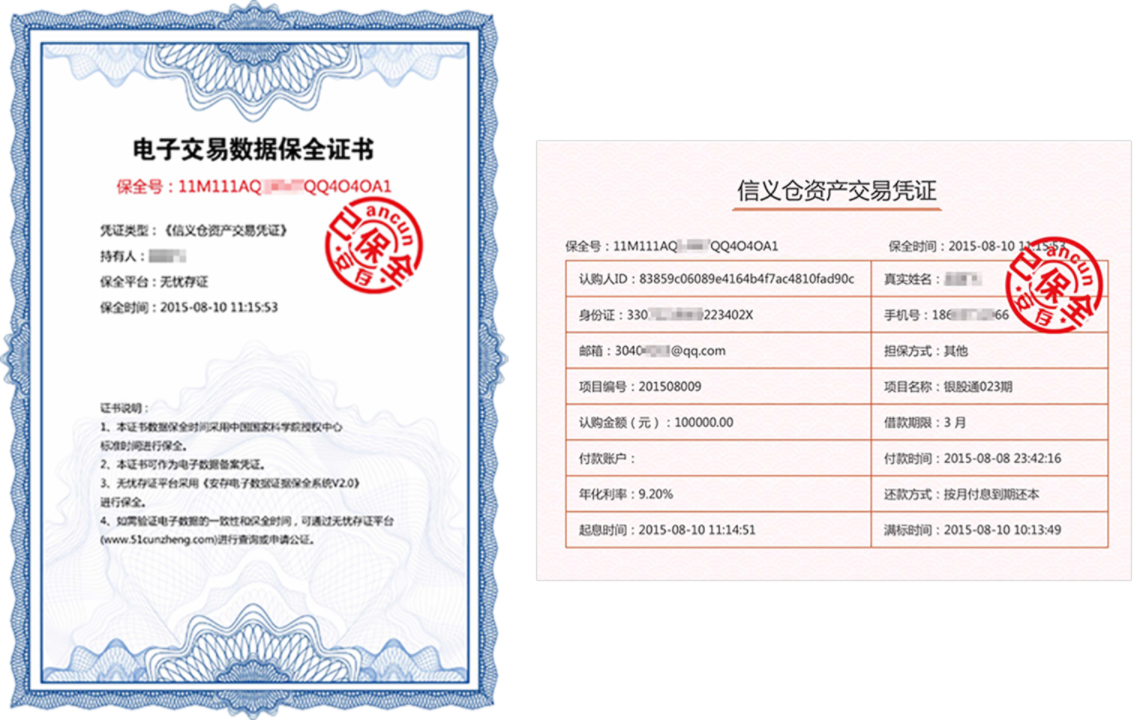 电子交易数据保全证书
保全号：11M111AQ QQ4O4OA1
凭证类型：《信义仓资产交易凭证》
持有人：
保全平台：无忧存证
保全时间：2015-08-10 11:15:53
已保全
ancun
安存
证书说明：
1、本证书数据保全时间采用中国国家科学院授权中心
标准时间进行保全。
2、本证书可作为电子数据备案凭证。
3、无忧存证平台采用《安存电子数据证据保全系统V2.0》
进行保全。
4、如需验证电子数据的一致性和保全时间，可通过无忧存证平台
(www.51cunzheng.com)进行查询或申请公证。
信义仓资产交易凭证
保全号：11M111AQ QQ4O4OA1 保全时间：2015-08-10 11:15:53
已保全
ancun
安存
认购人ID：83859c06089e4164b4f7ac4810fad90c 真实姓名：
身份证：330 223402X 手机号：186 66
邮箱：3040 @qq.com 担保方式：其他
项目编号：201508009 项目名称：银股通023期
认购金额（元）：100000.00 借款期限：3 月
付款账户： 付款时间：2015-08-08 23:42:16
年化利率：9.20% 还款方式：按月付息到期还本
起息时间：2015-08-10 11:14:51 满标时间：2015-08-10 10:13:49